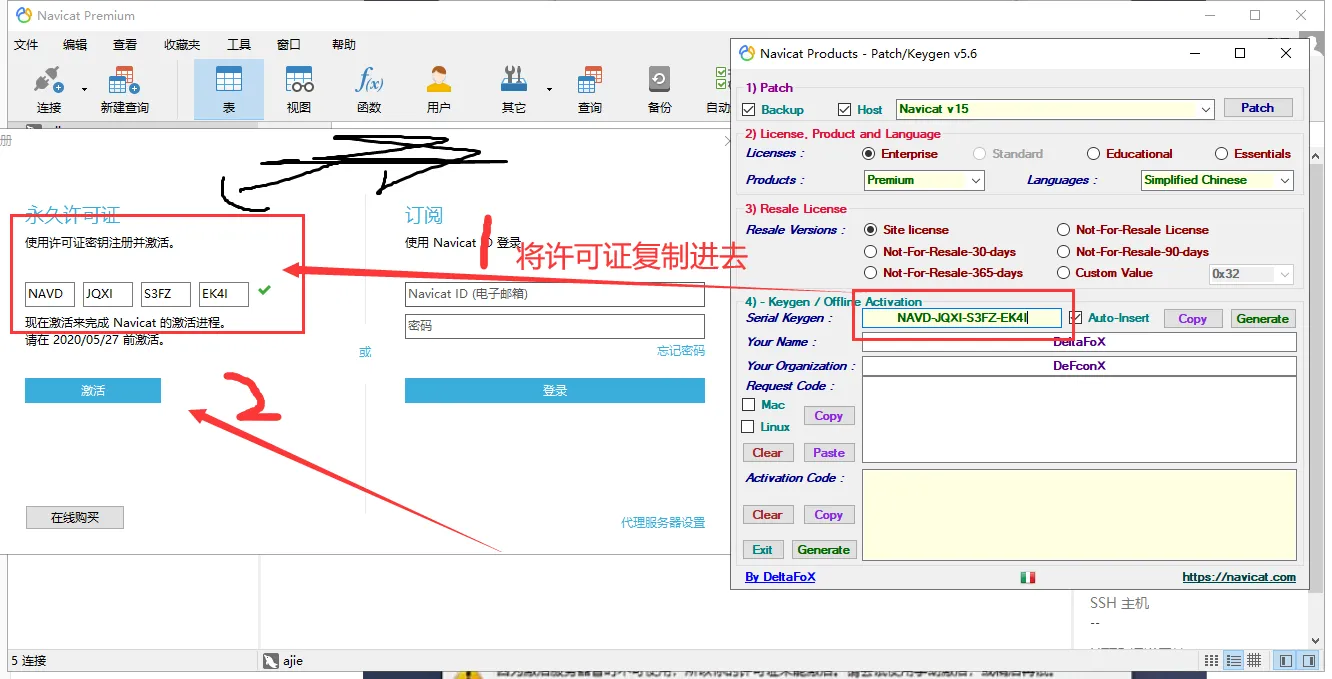 Navicat Premium
文件 编辑 查看 收藏夹 工具 窗口 帮助
连接 新建查询 表 视图 函数 用户 其它 查询 备份 自动
册
永久许可证
使用许可证密钥注册并激活。
NAVD JQXI S3FZ EK4I
现在激活来完成 Navicat 的激活进程。
请在 2020/05/27 前激活。
激活
在线购买
或
订阅
使用 Navicat ID 登录
Navicat ID (电子邮箱)
密码
忘记密码
登录
代理服务器设置
1
将许可证复制进去
2
Navicat Products - Patch/Keygen v5.6
1) Patch
Backup Host Navicat v15 Patch
2) License, Product and Language
Licenses : Enterprise Standard Educational Essentials
Products : Premium Languages : Simplified Chinese
3) Resale License
Resale Versions : Site license Not-For-Resale License
Not-For-Resale-30-days Not-For-Resale-90-days
Not-For-Resale-365-days Custom Value 0x32
4) - Keygen / Offline Activation
Serial Keygen : NAVD-JQXI-S3FZ-EK4I Auto-Insert Copy Generate
Your Name : DeltaFoX
Your Organization : DeFconX
Request Code :
Mac
Copy
Linux
Clear Paste
Activation Code :
Clear Copy
Exit Generate
By DeltaFoX https://navicat.com
SSH 主机
--
5 连接 ajie